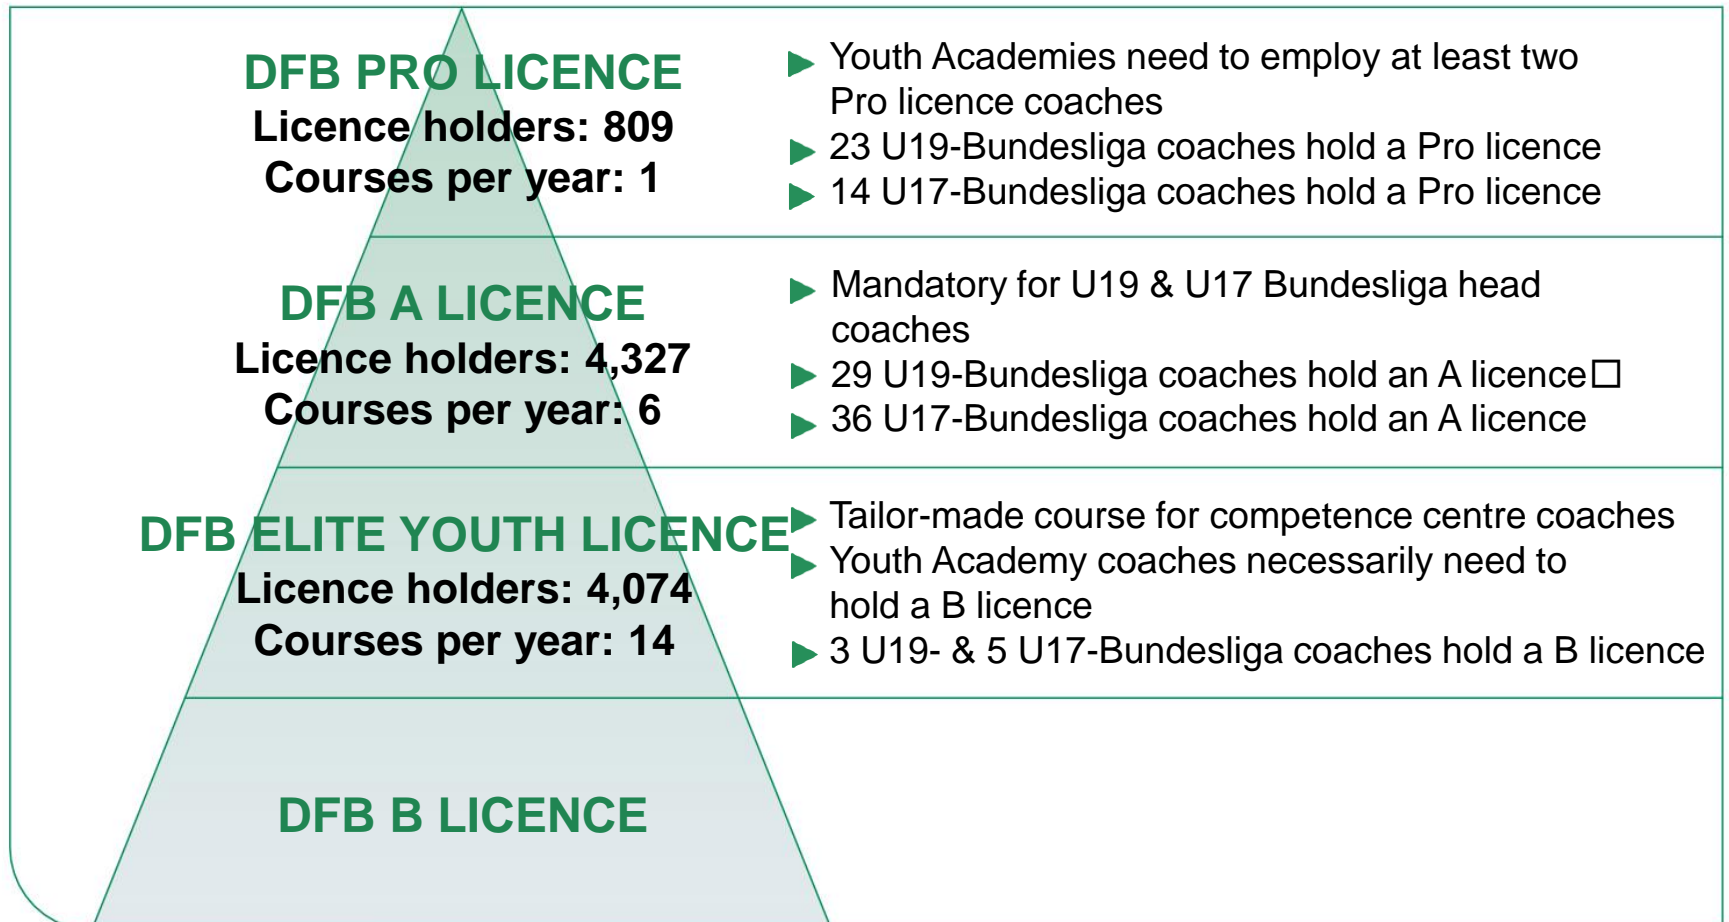 DFB PRO LICENCE
Licence holders: 809
Courses per year: 1
Youth Academies need to employ at least two
Pro licence coaches
23 U19-Bundesliga coaches hold a Pro licence
14 U17-Bundesliga coaches hold a Pro licence
DFB A LICENCE
Licence holders: 4,327
Courses per year: 6
Mandatory for U19 & U17 Bundesliga head
coaches
29 U19-Bundesliga coaches hold an A licence□
36 U17-Bundesliga coaches hold an A licence
DFB ELITE YOUTH LICENCE
Licence holders: 4,074
Courses per year: 14
Tailor-made course for competence centre coaches
Youth Academy coaches necessarily need to
hold a B licence
3 U19- & 5 U17-Bundesliga coaches hold a B licence
DFB B LICENCE